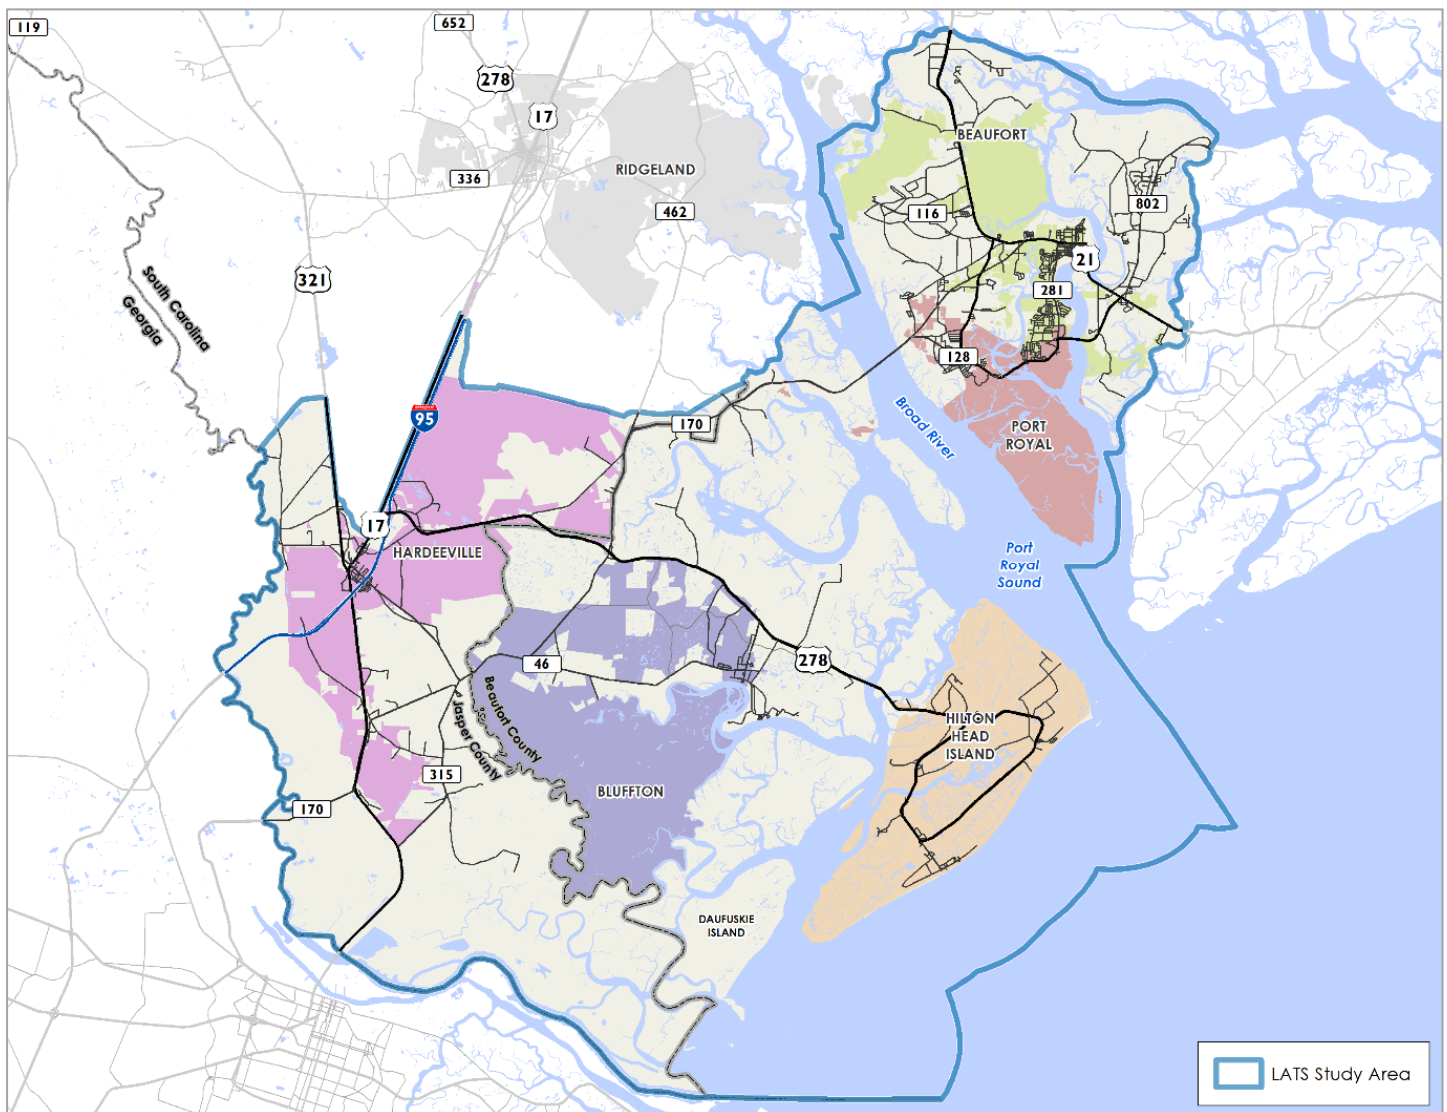 119
652
278
17
BEAUFORT
RIDGELAND
336
802
462
116
South Carolina
Georgia
321
21
281
128
INTERSTATE
95
170
Broad River
PORT
ROYAL
17
HARDEEVILLE
Port
Royal
Sound
46
278
Beaufort County
Jasper County
HILTON
HEAD
ISLAND
315
BLUFFTON
170
DAUFUSKIE
ISLAND
LATS Study Area